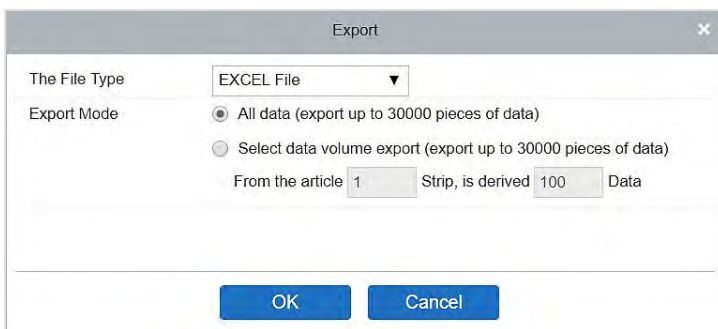 Export
The File Type EXCEL File
Export Mode All data (export up to 30000 pieces of data)
Select data volume export (export up to 30000 pieces of data)
From the article 1 Strip, is derived 100 Data
OK Cancel